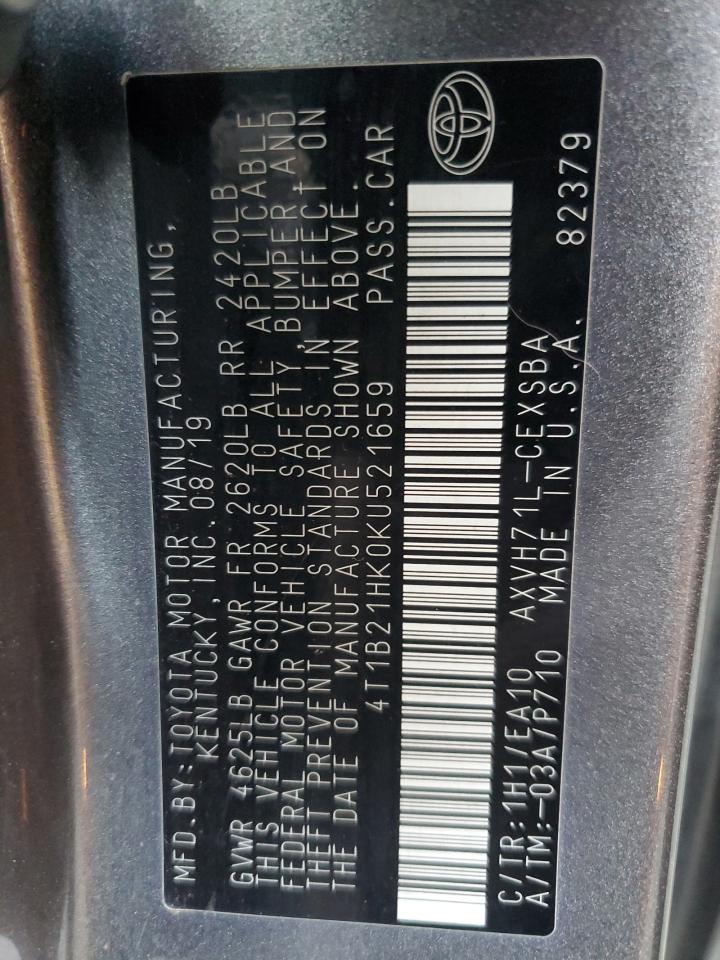 MFD.BY:TOYOTA MOTOR MANUFACTURING,
KENTUCKY,INC.08/19
GVWR 4625LB GAWR FR 2620LB RR 2420LB
THIS VEHICLE CONFORMS TO ALL APPLICABLE
FEDERAL MOTOR VEHICLE SAFETY,BUMPER,AND
THEFT PREVENTION STANDARDS IN EFFECT ON
THE DATE OF MANUFACTURE SHOWN ABOVE.
4T1B21HK0KU521659 PASS.CAR
C/TR:1H1/EA10 AXVH71L-CEXSBA
A/TM:-03A/P710 MADE IN U.S.A. 82379